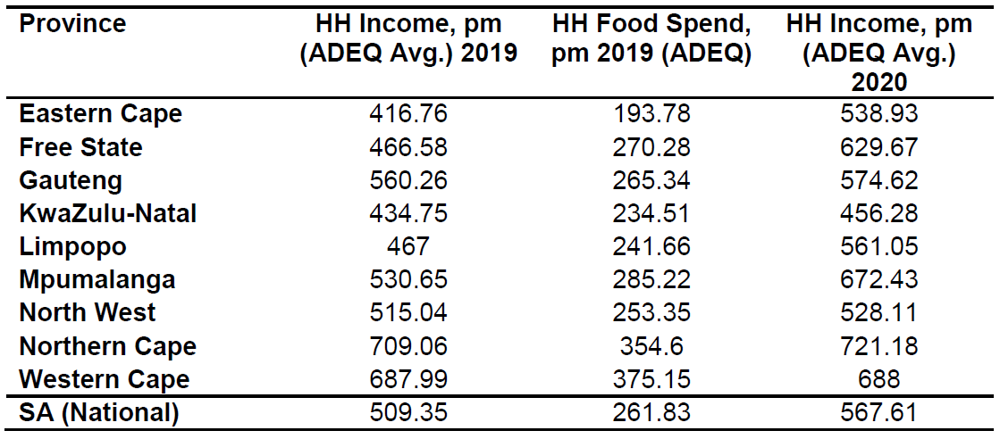 Province HH Income, pm HH Food Spend, HH Income, pm
(ADEQ Avg.) 2019 pm 2019 (ADEQ) (ADEQ Avg.)
2020
Eastern Cape 416.76 193.78 538.93
Free State 466.58 270.28 629.67
Gauteng 560.26 265.34 574.62
KwaZulu-Natal 434.75 234.51 456.28
Limpopo 467 241.66 561.05
Mpumalanga 530.65 285.22 672.43
North West 515.04 253.35 528.11
Northern Cape 709.06 354.6 721.18
Western Cape 687.99 375.15 688
SA (National) 509.35 261.83 567.61